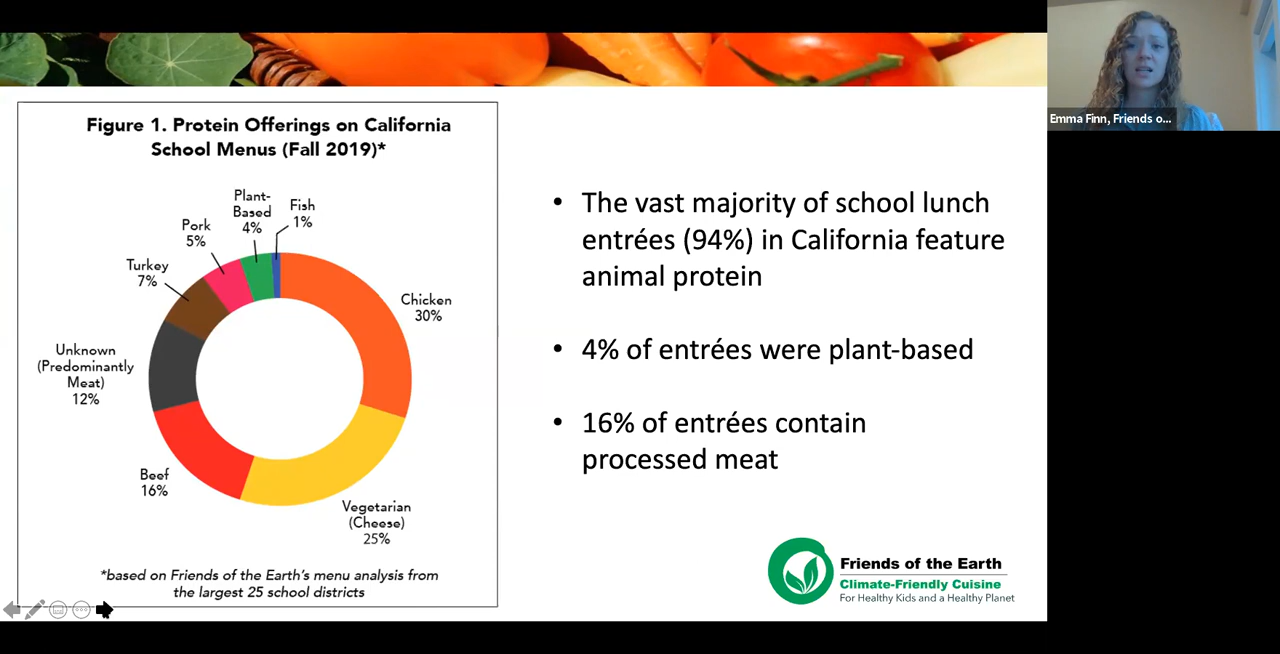 Figure 1. Protein Offerings on California
School Menus (Fall 2019)*
Plant-
Based
4%
Fish
1%
Pork
5%
Turkey
7%
Chicken
30%
Unknown
(Predominantly
Meat)
12%
Beef
16%
Vegetarian
(Cheese)
25%
*based on Friends of the Earth's menu analysis from
the largest 25 school districts
• The vast majority of school lunch
entrées (94%) in California feature
animal protein
• 4% of entrées were plant-based
• 16% of entrées contain
processed meat
Friends of the Earth
Climate-Friendly Cuisine
For Healthy Kids and a Healthy Planet
Emma Finn, Friends o...